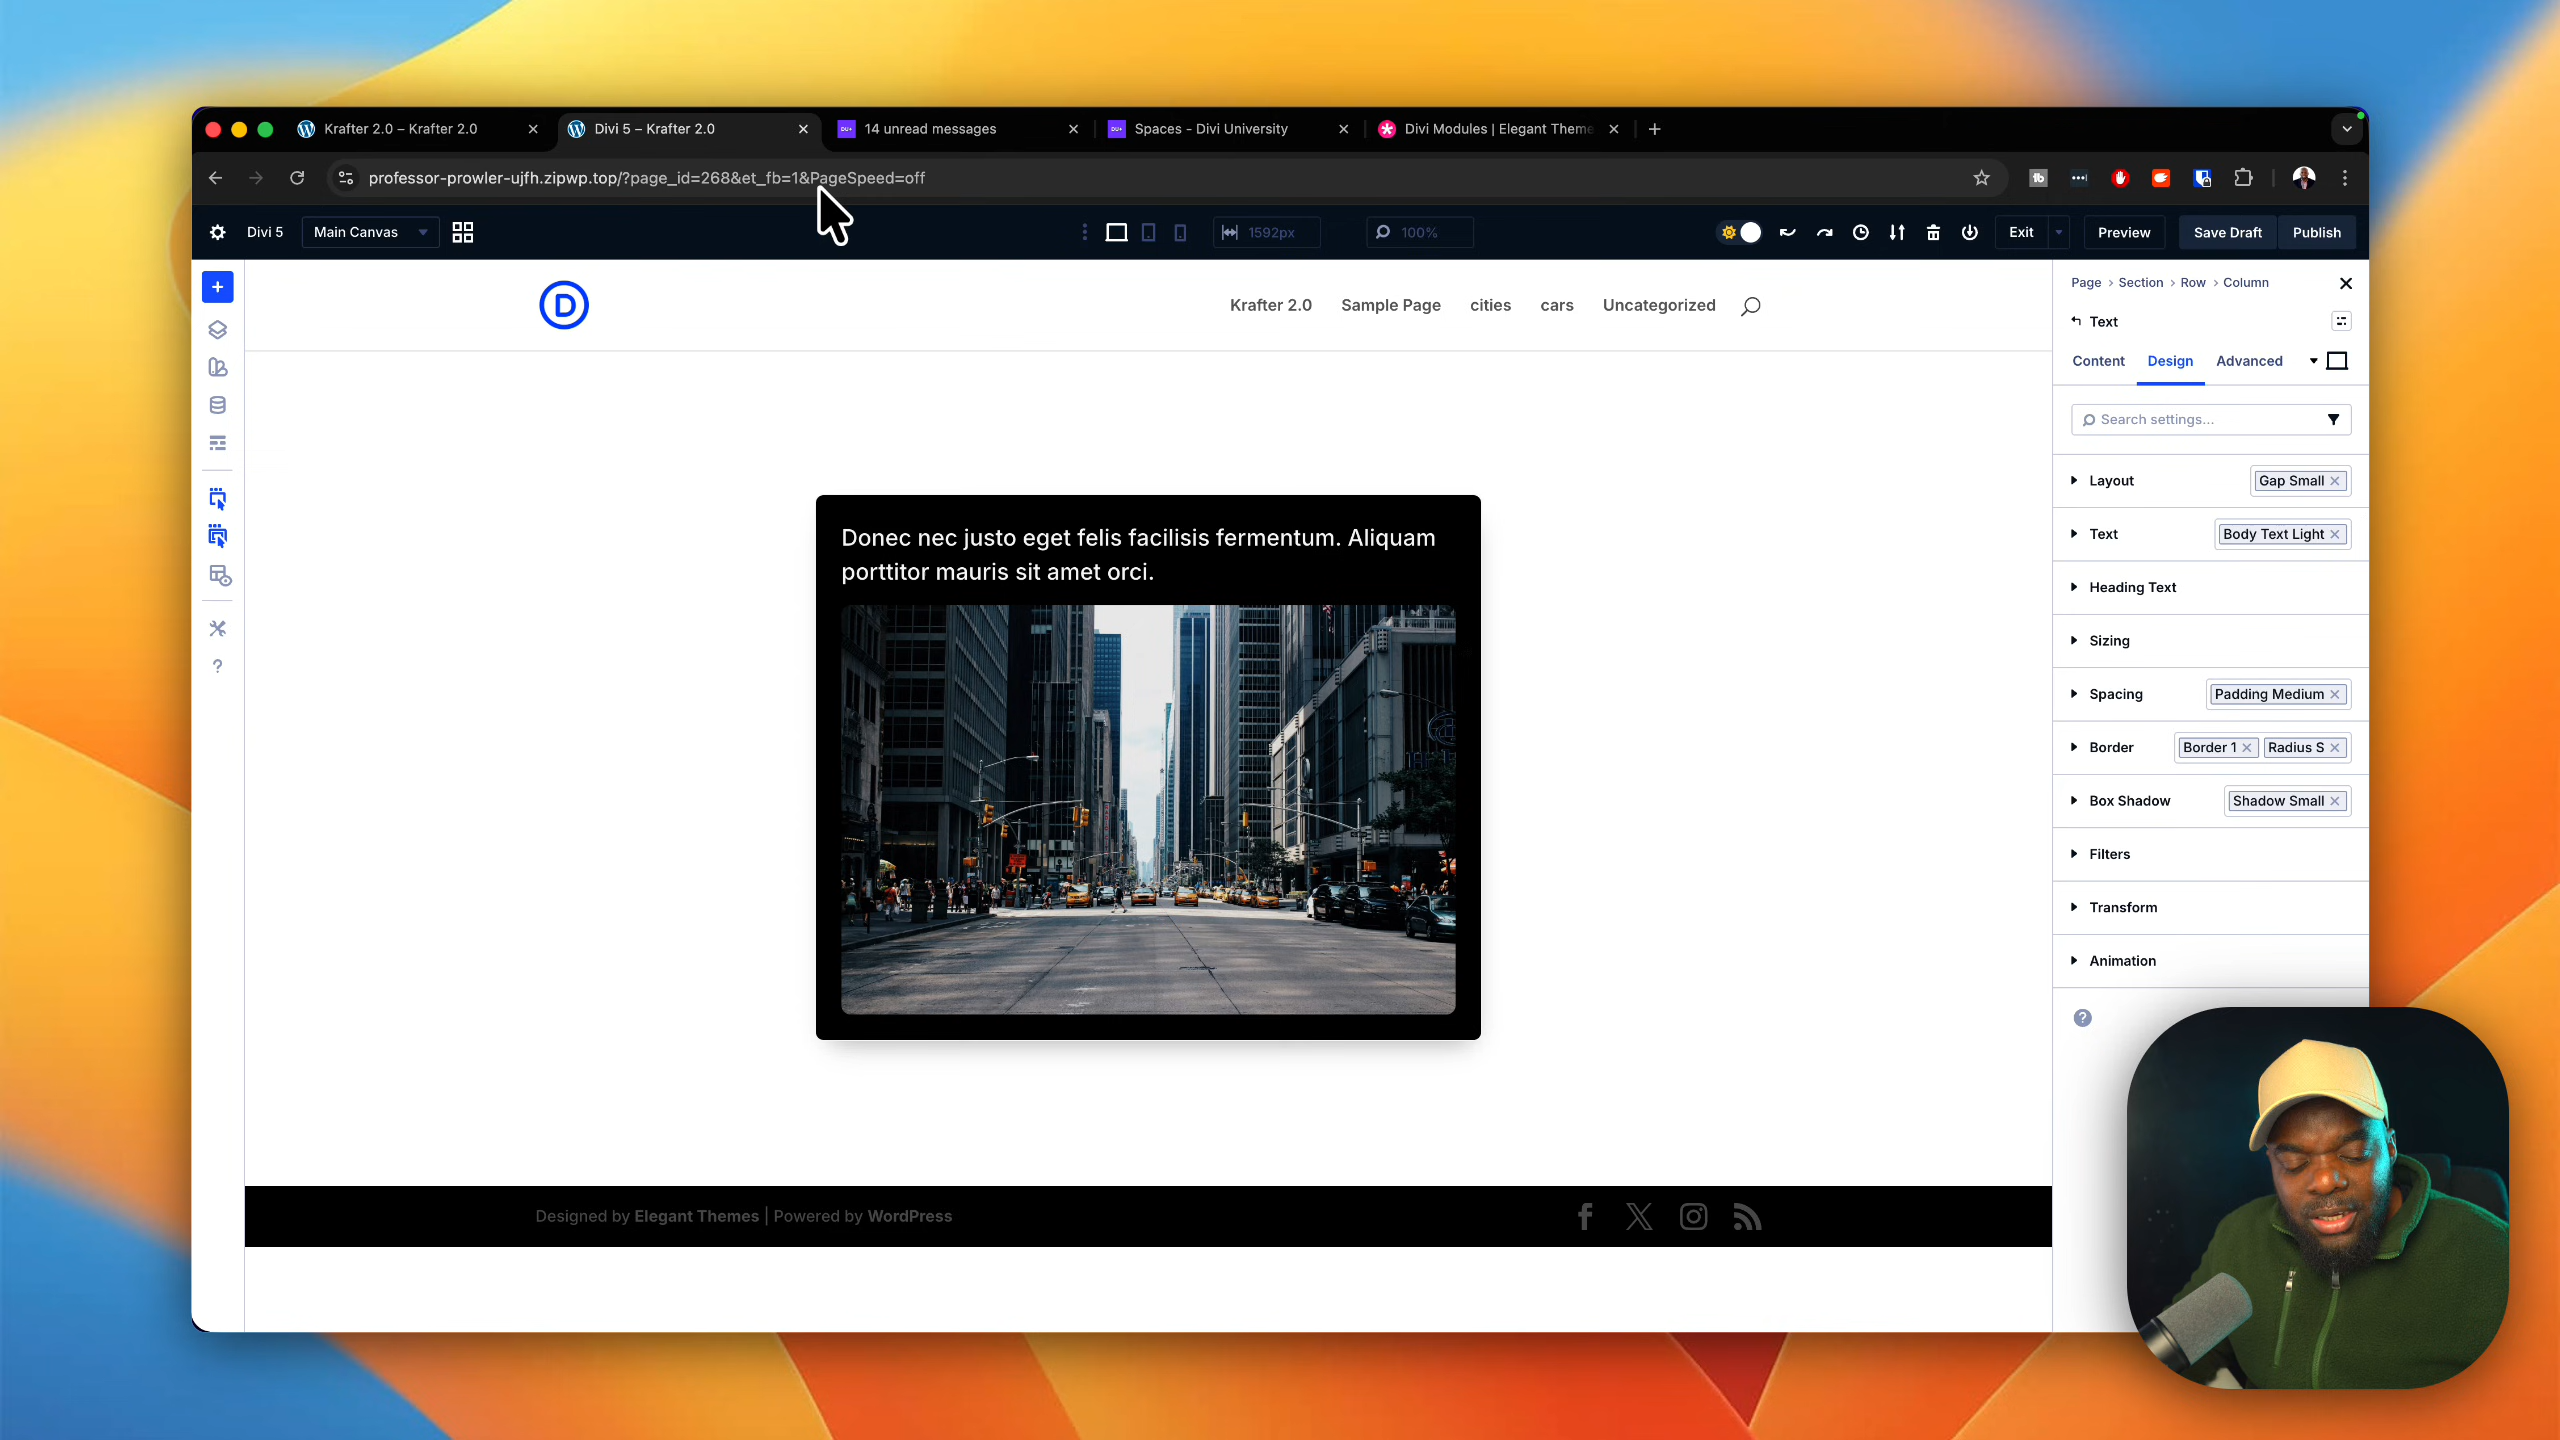 Krafter 2.0 – Krafter 2.0
Divi 5 – Krafter 2.0
14 unread messages
Spaces - Divi University
Divi Modules | Elegant Theme
professor-prowler-ujfh.zipwp.top/?page_id=268&et_fb=1&PageSpeed=off
Divi 5
Main Canvas
1592px
100%
Exit
Preview
Save Draft
Publish
D
Krafter 2.0
Sample Page
cities
cars
Uncategorized
Page > Section > Row > Column
Text
Content
Design
Advanced
Search settings...
Layout
Gap Small
Text
Body Text Light
Heading Text
Sizing
Spacing
Padding Medium
Border
Border 1
Radius S
Box Shadow
Shadow Small
Filters
Transform
Animation
Donec nec justo eget felis facilisis fermentum. Aliquam
porttitor mauris sit amet orci.
Designed by Elegant Themes | Powered by WordPress